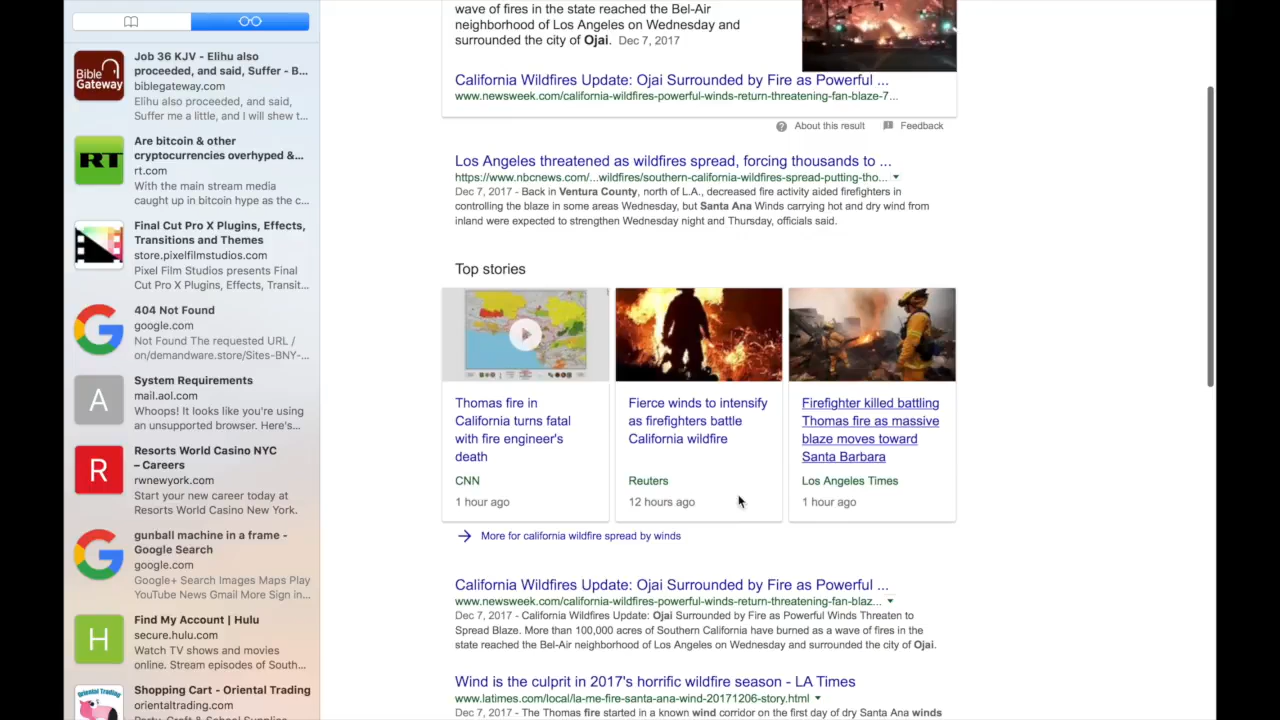 Job 36 KJV - Elihu also
proceeded, and said, Suffer - B...
biblegateway.com
Elihu also proceeded, and said,
Suffer me a little, and I will shew t...
Bible
Gateway
Are bitcoin & other
cryptocurrencies overhyped &...
rt.com
With the main stream media
caught up in bitcoin hype as the c...
RT
Final Cut Pro X Plugins, Effects,
Transitions and Themes
store.pixelfilmstudios.com
Pixel Film Studios presents Final
Cut Pro X Plugins, Effects, Transit...
404 Not Found
google.com
Not Found The requested URL /
on/demandware.store/Sites-BNY-...
G
System Requirements
mail.aol.com
Whoops! It looks like you're using
an unsupported browser. Here's...
A
Resorts World Casino NYC
– Careers
rwnewyork.com
Start your new career today at
Resorts World Casino New York.
R
gunball machine in a frame -
Google Search
google.com
Google+ Search Images Maps Play
YouTube News Gmail More Sign in...
G
Find My Account | Hulu
secure.hulu.com
Watch TV shows and movies
online. Stream episodes of South...
H
Shopping Cart - Oriental Trading
orientaltrading.com
Oriental Trading
wave of fires in the state reached the Bel-Air
neighborhood of Los Angeles on Wednesday and
surrounded the city of Ojai. Dec 7, 2017
California Wildfires Update: Ojai Surrounded by Fire as Powerful ...
www.newsweek.com/california-wildfires-powerful-winds-return-threatening-fan-blaze-7...
About this result
Feedback
Los Angeles threatened as wildfires spread, forcing thousands to ...
https://www.nbcnews.com/...wildfires/southern-california-wildfires-spread-putting-tho...
Dec 7, 2017 - Back in Ventura County, north of L.A., decreased fire activity aided firefighters in
controlling the blaze in some areas Wednesday, but Santa Ana Winds carrying hot and dry wind from
inland were expected to strengthen Wednesday night and Thursday, officials said.
Top stories
Thomas fire in
California turns fatal
with fire engineer's
death
CNN
1 hour ago
Fierce winds to intensify
as firefighters battle
California wildfire
Reuters
12 hours ago
Firefighter killed battling
Thomas fire as massive
blaze moves toward
Santa Barbara
Los Angeles Times
1 hour ago
More for california wildfire spread by winds
California Wildfires Update: Ojai Surrounded by Fire as Powerful ...
www.newsweek.com/california-wildfires-powerful-winds-return-threatening-fan-blaz...
Dec 7, 2017 - California Wildfires Update: Ojai Surrounded by Fire as Powerful Winds Threaten to
Spread Blaze. More than 100,000 acres of Southern California have burned as a wave of fires in the
state reached the Bel-Air neighborhood of Los Angeles on Wednesday and surrounded the city of Ojai.
Wind is the culprit in 2017's horrific wildfire season - LA Times
www.latimes.com/local/la-me-fire-santa-ana-wind-20171206-story.html
Dec 7, 2017 - The Thomas fire started in a known wind corridor on the first day of dry Santa Ana winds